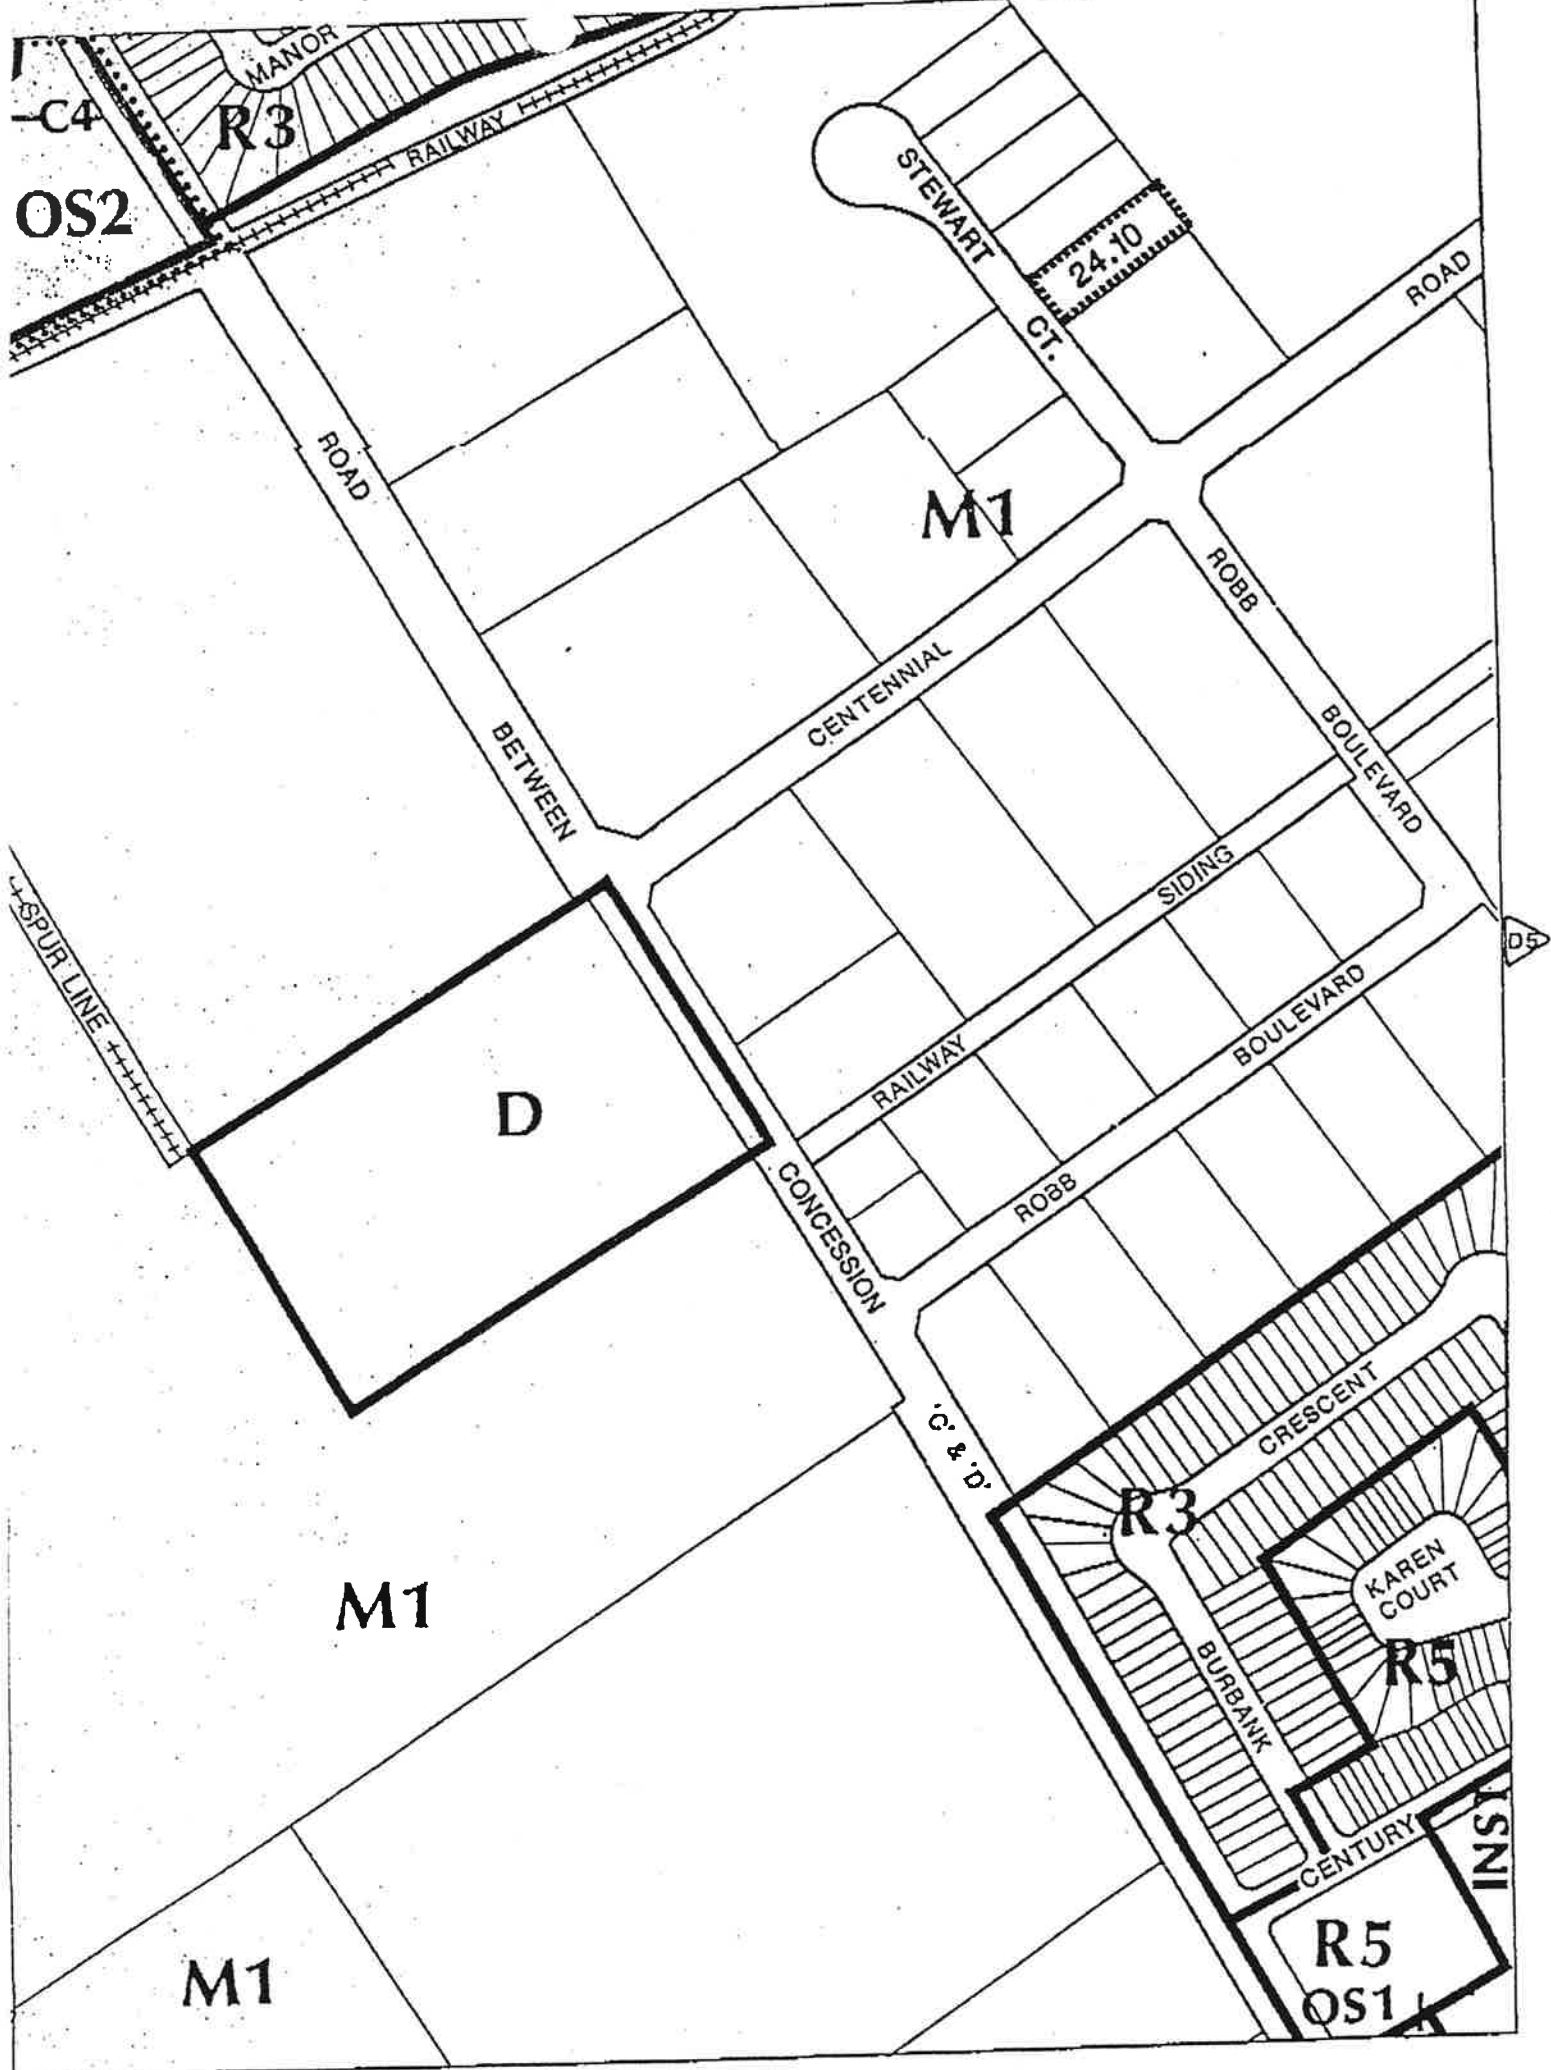 MANOR
C4
R3
RAILWAY
OS2
STEWART
CT.
24.10
ROAD
ROAD
M1
ROBB
BOULEVARD
CENTENNIAL
BETWEEN
SIDING
RAILWAY
SPUR LINE
D5
D
BOULEVARD
ROBB
CONCESSION
'C' & 'D'
CRESCENT
R3
KAREN
COURT
R5
M1
BURBANK
CENTURY
INST
M1
R5
OS1